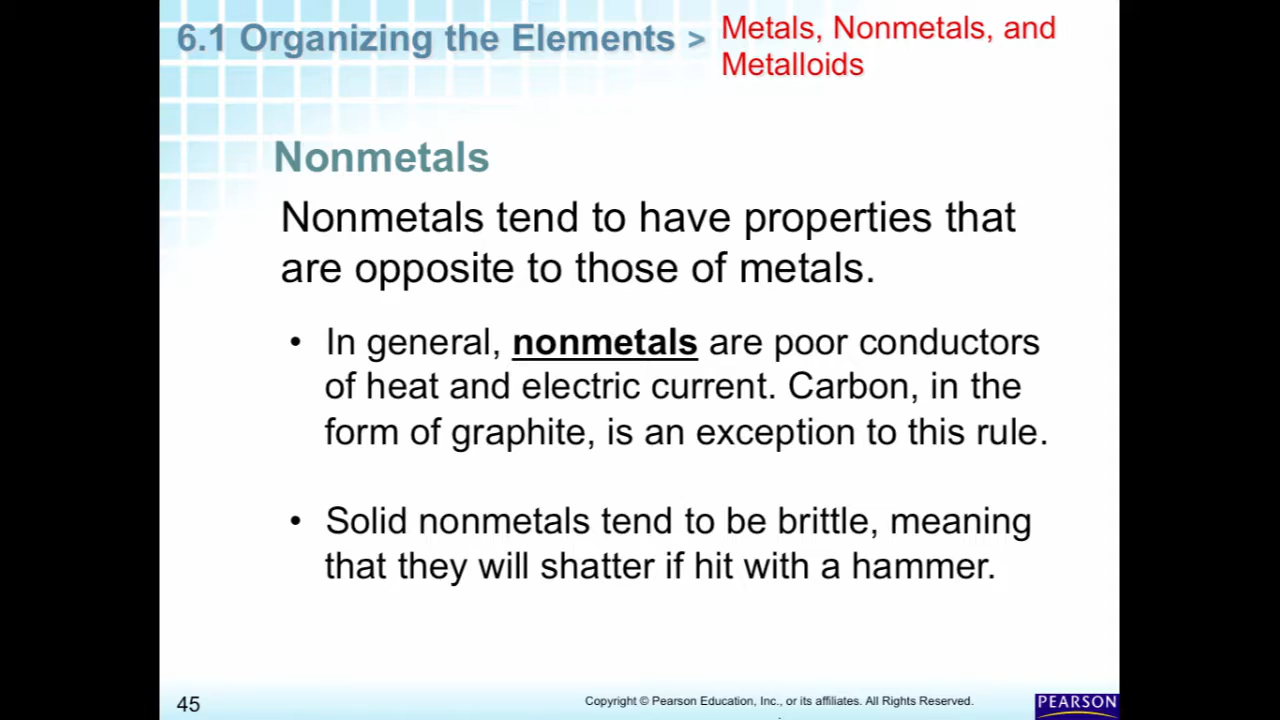 6.1 Organizing the Elements >
Metals, Nonmetals, and
Metalloids
Nonmetals
Nonmetals tend to have properties that
are opposite to those of metals.
• In general, nonmetals are poor conductors
of heat and electric current. Carbon, in the
form of graphite, is an exception to this rule.
• Solid nonmetals tend to be brittle, meaning
that they will shatter if hit with a hammer.
45
Copyright © Pearson Education, Inc., or its affiliates. All Rights Reserved.
PEARSON